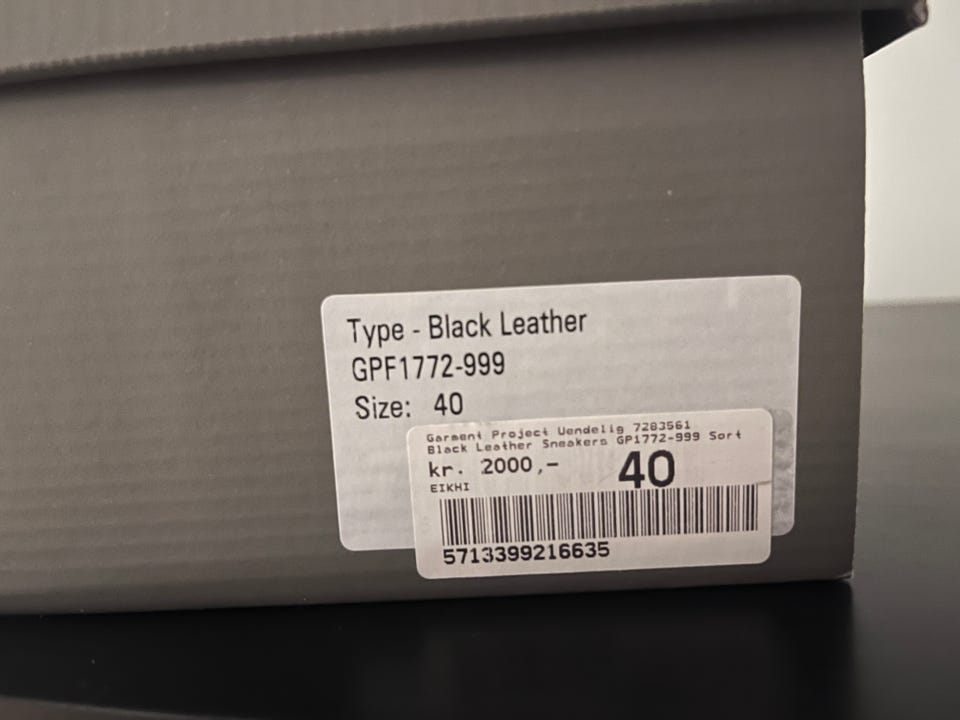 Type - Black Leather
GPF1772-999
Size: 40
Garment Project Uendelig 7283561
Black Leather Sneakers GP1772-999 Sort
kr. 2000,- 40
EIKHI
5713399216635